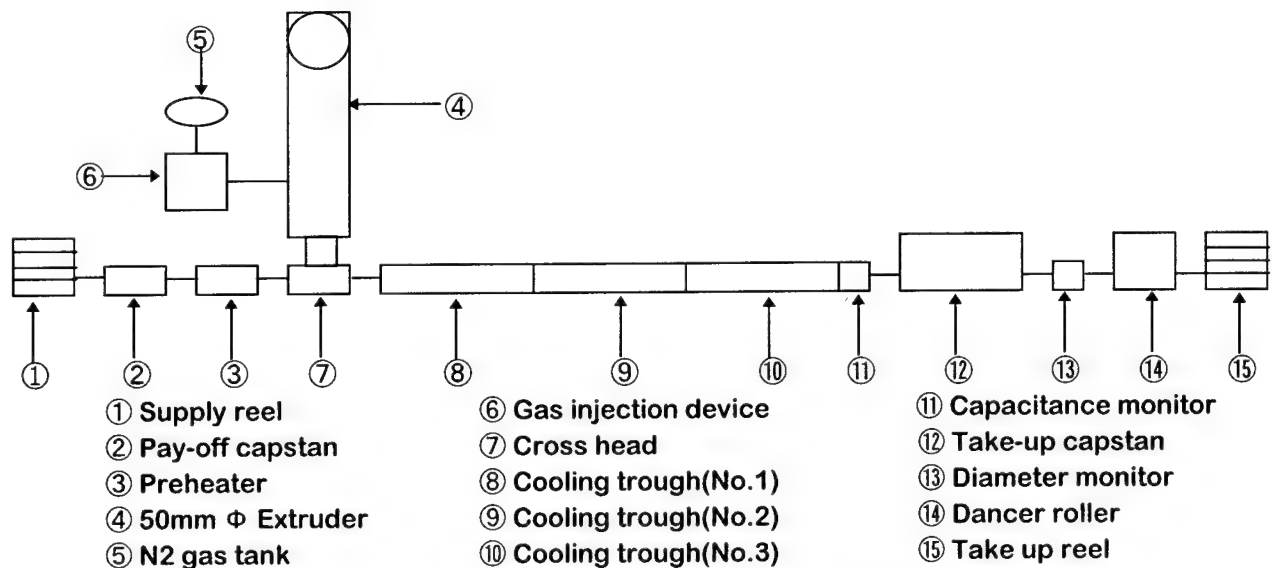 ⑤
④
⑥
① ② ③ ⑦ ⑧ ⑨ ⑩ ⑪ ⑫ ⑬ ⑭ ⑮
① Supply reel
② Pay-off capstan
③ Preheater
④ 50mm Φ Extruder
⑤ N2 gas tank
⑥ Gas injection device
⑦ Cross head
⑧ Cooling trough(No.1)
⑨ Cooling trough(No.2)
⑩ Cooling trough(No.3)
⑪ Capacitance monitor
⑫ Take-up capstan
⑬ Diameter monitor
⑭ Dancer roller
⑮ Take up reel